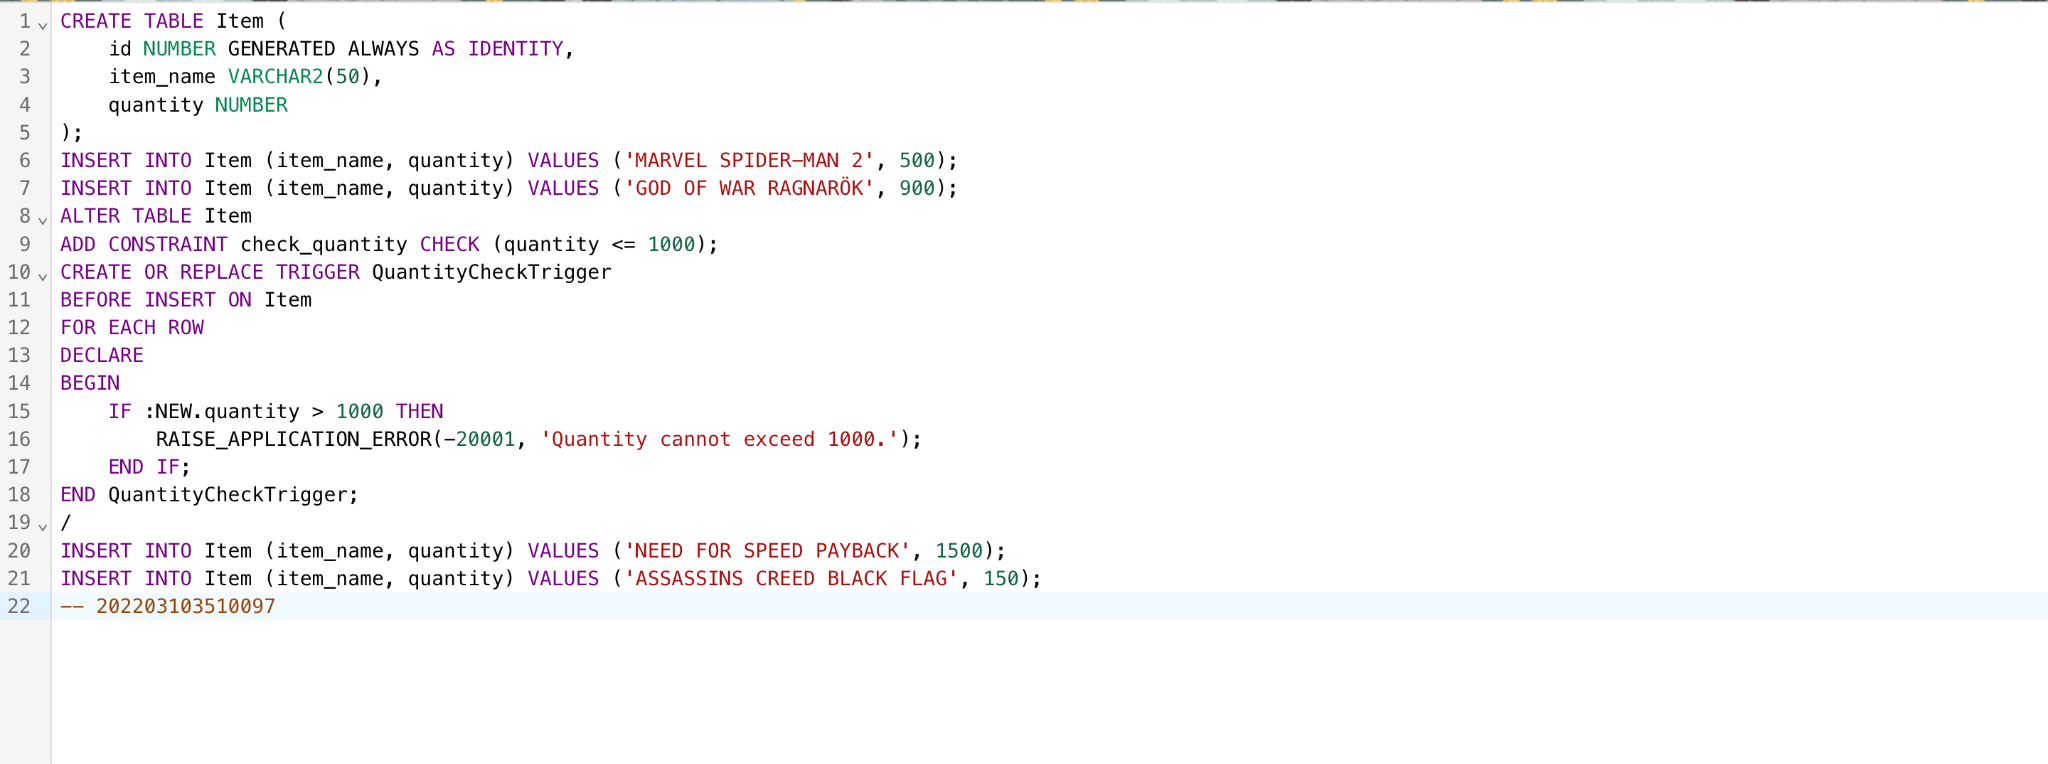 1 CREATE TABLE Item (
2     id NUMBER GENERATED ALWAYS AS IDENTITY,
3     item_name VARCHAR2(50),
4     quantity NUMBER
5 );
6 INSERT INTO Item (item_name, quantity) VALUES ('MARVEL SPIDER-MAN 2', 500);
7 INSERT INTO Item (item_name, quantity) VALUES ('GOD OF WAR RAGNARÖK', 900);
8 ALTER TABLE Item
9 ADD CONSTRAINT check_quantity CHECK (quantity <= 1000);
10 CREATE OR REPLACE TRIGGER QuantityCheckTrigger
11 BEFORE INSERT ON Item
12 FOR EACH ROW
13 DECLARE
14 BEGIN
15     IF :NEW.quantity > 1000 THEN
16         RAISE_APPLICATION_ERROR(-20001, 'Quantity cannot exceed 1000.');
17     END IF;
18 END QuantityCheckTrigger;
19 /
20 INSERT INTO Item (item_name, quantity) VALUES ('NEED FOR SPEED PAYBACK', 1500);
21 INSERT INTO Item (item_name, quantity) VALUES ('ASSASSINS CREED BLACK FLAG', 150);
22 -- 202203103510097